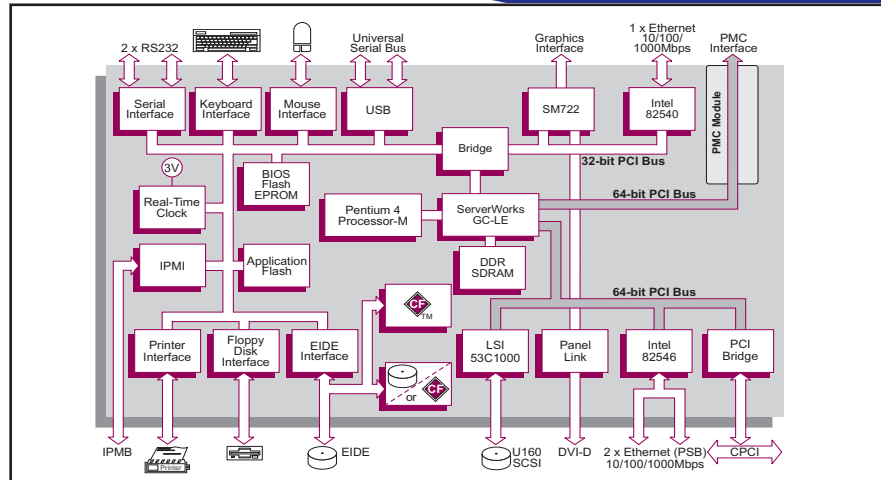 2 x RS232
Universal
Serial Bus
Graphics
Interface
1 x Ethernet
10/100/
1000Mbps
PMC
Interface
Serial
Interface
Keyboard
Interface
Mouse
Interface
USB
SM722
Intel
82540
PMC Module
Bridge
32-bit PCI Bus
3V
BIOS
Flash
EPROM
64-bit PCI Bus
Real-Time
Clock
Pentium 4
Processor-M
ServerWorks
GC-LE
IPMI
Application
Flash
DDR
SDRAM
CF
TM
64-bit PCI Bus
Printer
Interface
Floppy
Disk
Interface
EIDE
Interface
or
CF
LSI
53C1000
Panel
Link
Intel
82546
PCI
Bridge
IPMB
Printer
EIDE
U160
SCSI
DVI-D
2 x Ethernet (PSB)
10/100/1000Mbps
CPCI